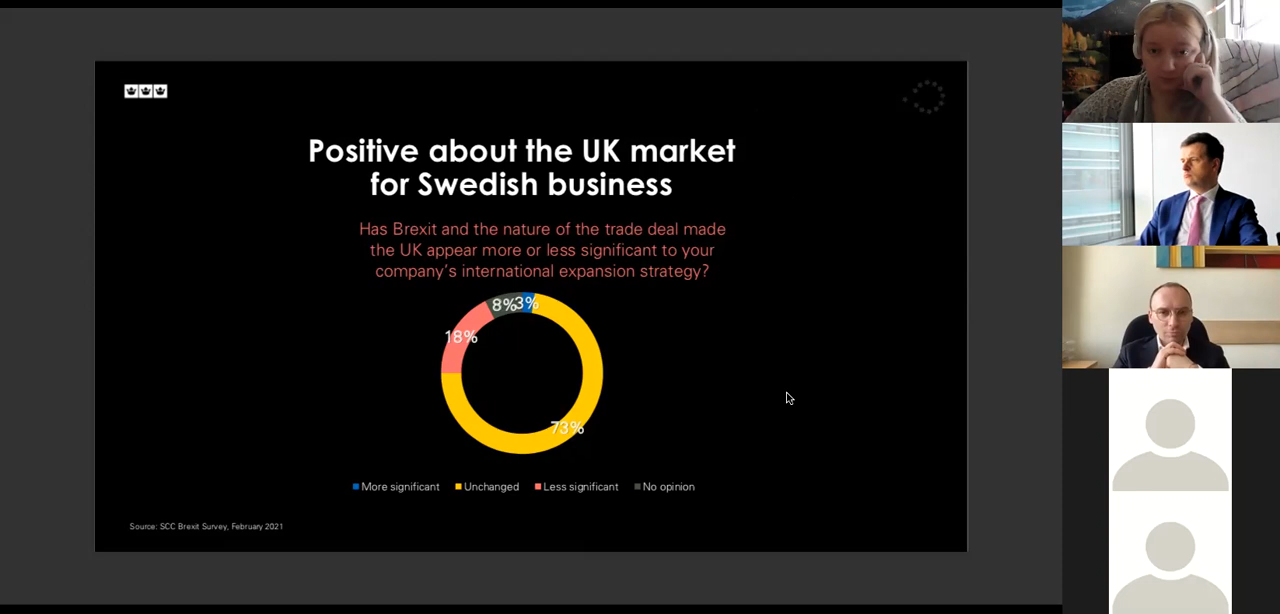 Positive about the UK market
for Swedish business
Has Brexit and the nature of the trade deal made
the UK appear more or less significant to your
company's international expansion strategy?
8%
3%
18%
73%
More significant Unchanged Less significant No opinion
Source: SCC Brexit Survey, February 2021